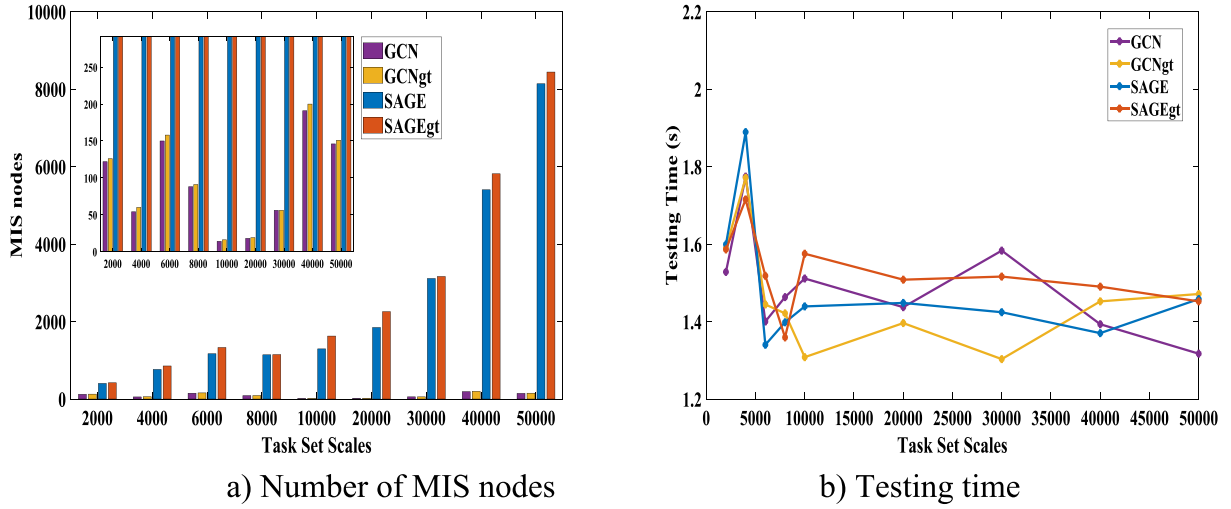 10000
8000
6000
4000
2000
0
MIS nodes
250
200
150
100
50
0
2000 4000 6000 8000 10000 20000 30000 40000 50000
GCN
GCNgt
SAGE
SAGEgt
2000 4000 6000 8000 10000 20000 30000 40000 50000
Task Set Scales
a) Number of MIS nodes
2.2
2
1.8
1.6
1.4
1.2
Testing Time (s)
GCN
GCNgt
SAGE
SAGEgt
0 5000 10000 15000 20000 25000 30000 35000 40000 45000 50000
Task Set Scales
b) Testing time